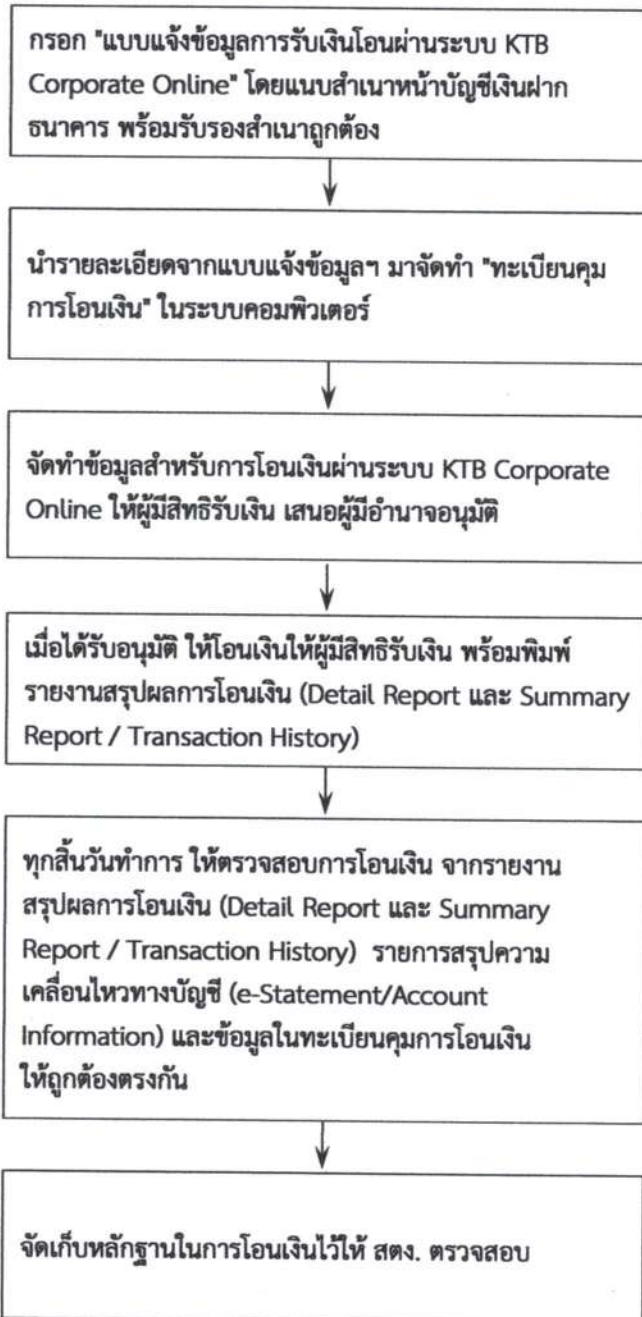 กรอก "แบบแจ้งข้อมูลการรับเงินโอนผ่านระบบ KTB
Corporate Online" โดยแนบสำเนาหน้าบัญชีเงินฝาก
ธนาคาร พร้อมรับรองสำเนาถูกต้อง
นำรายละเอียดจากแบบแจ้งข้อมูลฯ มาจัดทำ "ทะเบียนคุม
การโอนเงิน" ในระบบคอมพิวเตอร์
จัดทำข้อมูลสำหรับการโอนเงินผ่านระบบ KTB Corporate
Online ให้ผู้มีสิทธิรับเงิน เสนอผู้มีอำนาจอนุมัติ
เมื่อได้รับอนุมัติ ให้โอนเงินให้ผู้มีสิทธิรับเงิน พร้อมพิมพ์
รายงานสรุปผลการโอนเงิน (Detail Report และ Summary
Report / Transaction History)
ทุกสิ้นวันทำการ ให้ตรวจสอบการโอนเงิน จากรายงาน
สรุปผลการโอนเงิน (Detail Report และ Summary
Report / Transaction History) รายการสรุปความ
เคลื่อนไหวทางบัญชี (e-Statement/Account
Information) และข้อมูลในทะเบียนคุมการโอนเงิน
ให้ถูกต้องตรงกัน
จัดเก็บหลักฐานในการโอนเงินไว้ให้ สตง. ตรวจสอบ